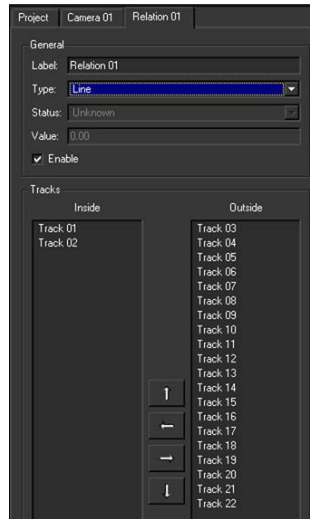 Project Camera 01 Relation 01
General
Label: Relation 01
Type: Line
Status: Unknown
Value: 0.00
Enable
Tracks
Inside Outside
Track 01 Track 03
Track 02 Track 04
Track 05
Track 06
Track 07
Track 08
Track 09
Track 10
Track 11
Track 12
Track 13
Track 14
Track 15
Track 16
Track 17
Track 18
Track 19
Track 20
Track 21
Track 22